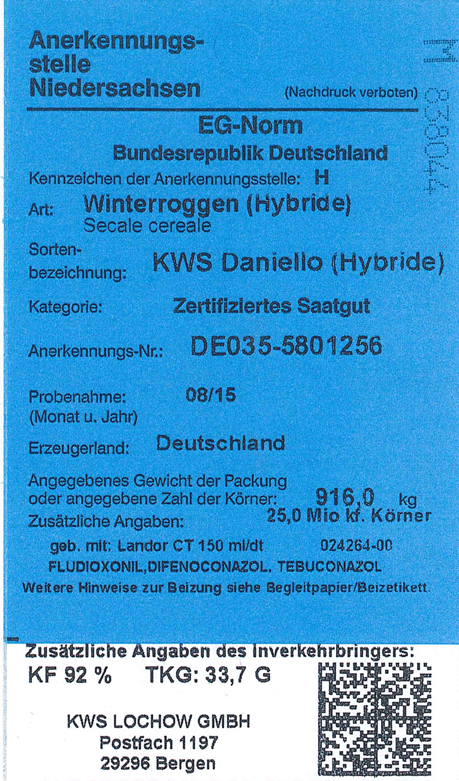 Anerkennungs-
stelle
Niedersachsen
(Nachdruck verboten)
M
838044
EG-Norm
Bundesrepublik Deutschland
Kennzeichen der Anerkennungsstelle: H
Art: Winterroggen (Hybride)
Secale cereale
Sorten-
bezeichnung: KWS Daniello (Hybride)
Kategorie: Zertifiziertes Saatgut
Anerkennungs-Nr.: DE035-5801256
Probenahme: 08/15
(Monat u. Jahr)
Erzeugerland: Deutschland
Angegebenes Gewicht der Packung
oder angegebene Zahl der Körner: 916,0 kg
Zusätzliche Angaben: 25,0 Mio kf. Körner
geb. mit: Landor CT 150 ml/dt 024264-00
FLUDIOXONIL,DIFENOCONAZOL, TEBUCONAZOL
Weitere Hinweise zur Beizung siehe Begleitpapier/Beizetikett.
Zusätzliche Angaben des Inverkehrbringers:
KF 92 % TKG: 33,7 G
KWS LOCHOW GMBH
Postfach 1197
29296 Bergen